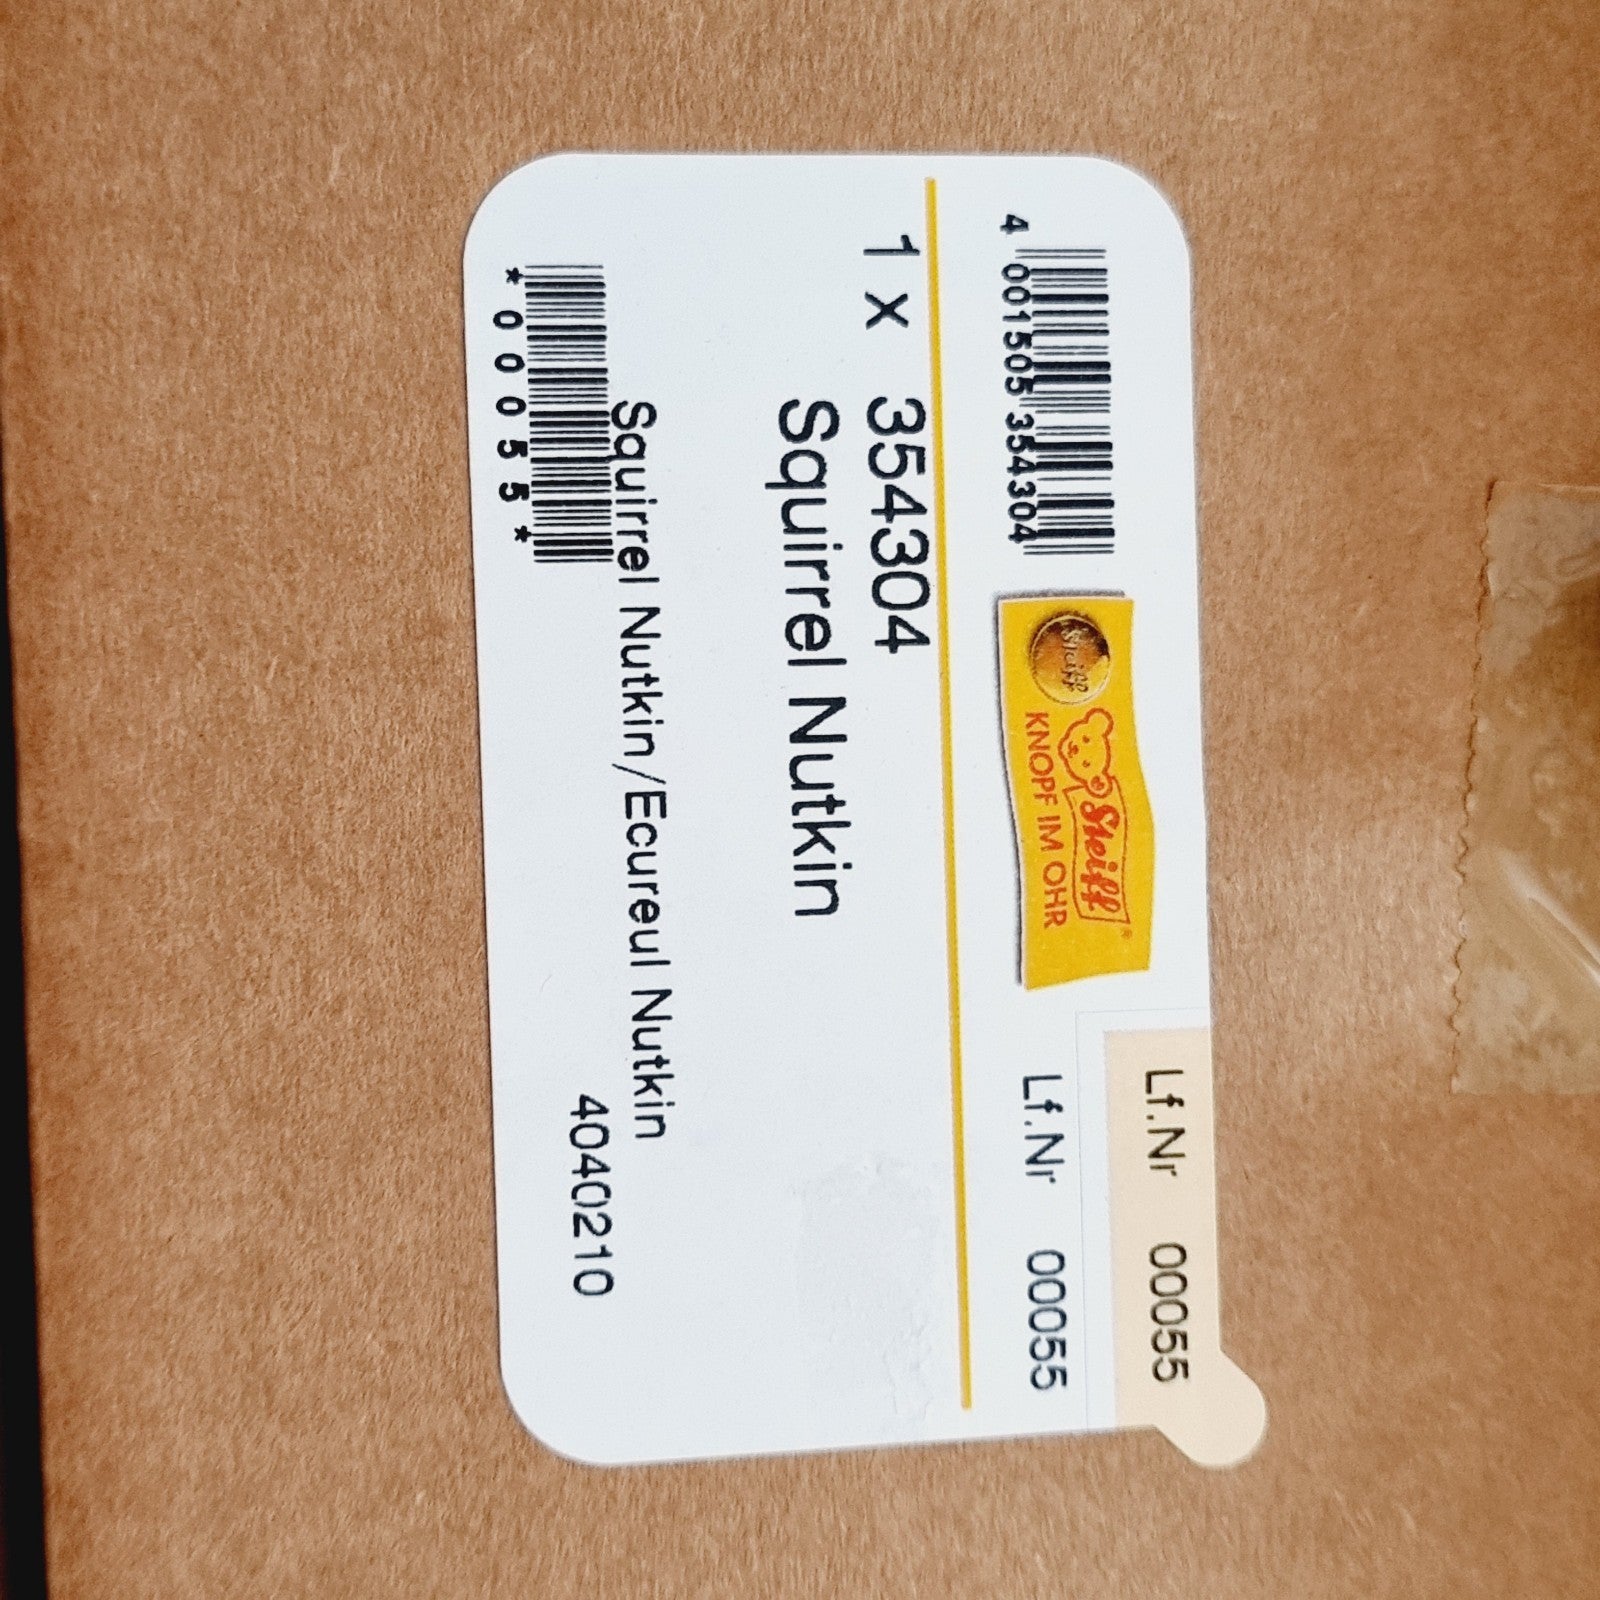 Lf.Nr 00055
4 001505 354304
Steiff
Steiff®
KNOPF IM OHR
Lf.Nr 00055
1 x 354304
Squirrel Nutkin
Squirrel Nutkin/Ecureul Nutkin
4040210
*00055*